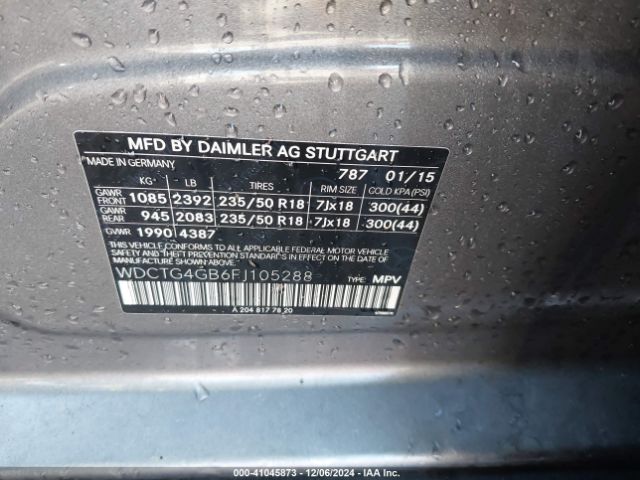 MFD BY DAIMLER AG STUTTGART
MADE IN GERMANY 787 01/15
KG LB TIRES RIM SIZE COLD KPA(PSI)
GAWR FRONT 1085 2392 235/50 R18 7Jx18 300(44)
GAWR REAR 945 2083 235/50 R18 7Jx18 300(44)
GVWR 1990 4387
THIS VEHICLE CONFORMS TO ALL APPLICABLE FEDERAL MOTOR
VEHICLE SAFETY, BUMPER AND THEFT PREVENTION STANDARDS IN EFFECT ON THE DATE OF
MANUFACTURE SHOWN ABOVE.
WDCTG4GB6FJ105288 TYPE: MPV
A 204 817 78 20
000-41045873 | 12/06/2024 | IAA Inc.